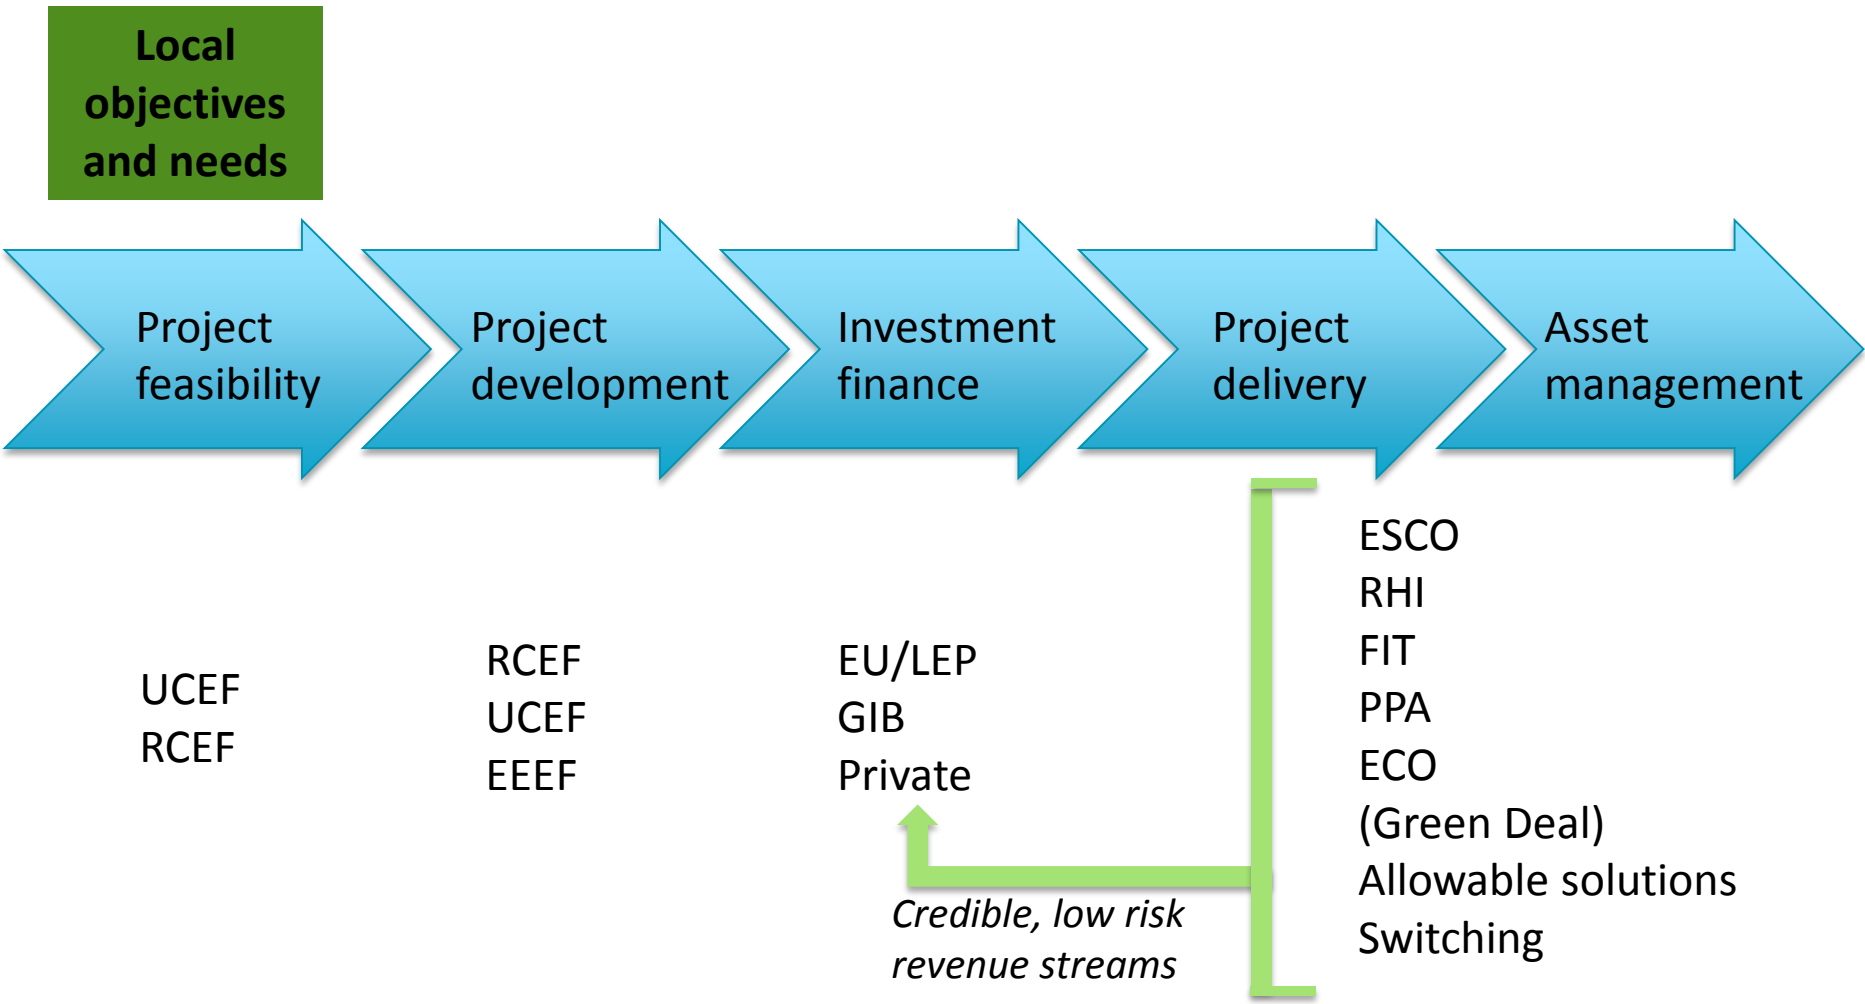 Local
objectives
and needs
Project
feasibility
Project
development
Investment
finance
Project
delivery
Asset
management
UCEF
RCEF
RCEF
UCEF
EEEF
EU/LEP
GIB
Private
Credible, low risk
revenue streams
ESCO
RHI
FIT
PPA
ECO
(Green Deal)
Allowable solutions
Switching